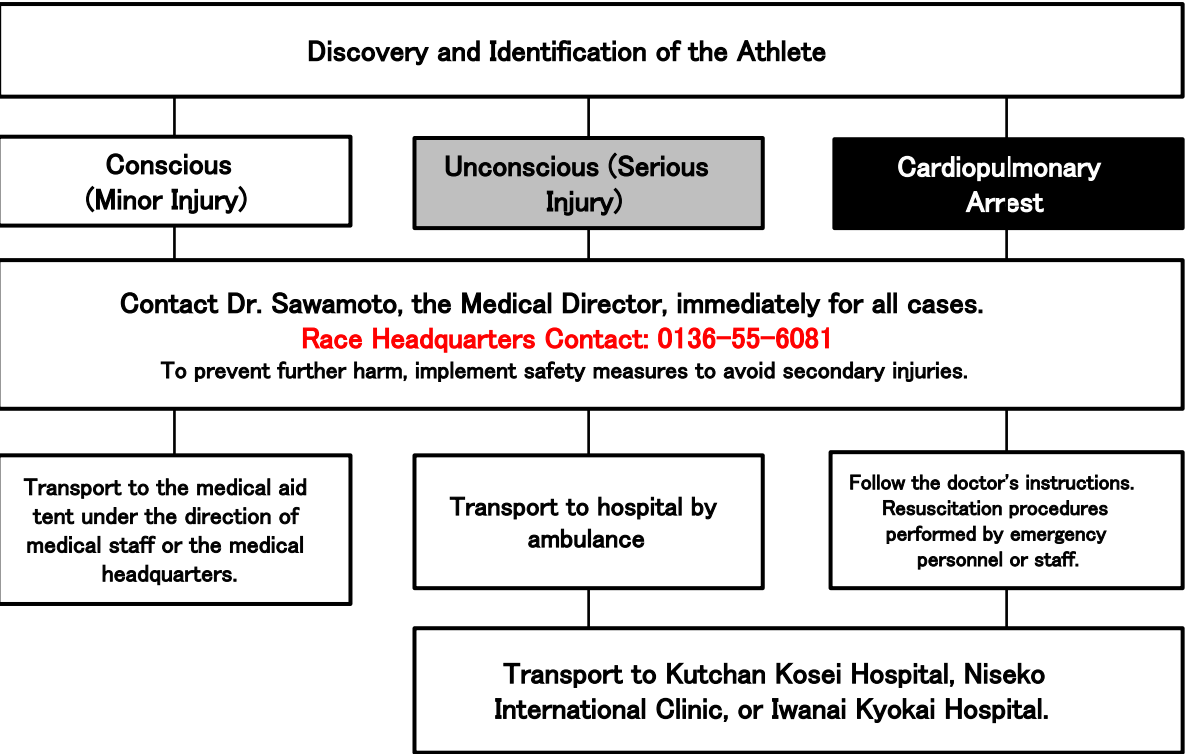 Discovery and Identification of the Athlete
Conscious
(Minor Injury)
Unconscious (Serious
Injury)
Cardiopulmonary
Arrest
Contact Dr. Sawamoto, the Medical Director, immediately for all cases.
Race Headquarters Contact: 0136-55-6081
To prevent further harm, implement safety measures to avoid secondary injuries.
Transport to the medical aid
tent under the direction of
medical staff or the medical
headquarters.
Transport to hospital by
ambulance
Follow the doctor's instructions.
Resuscitation procedures
performed by emergency
personnel or staff.
Transport to Kutchan Kosei Hospital, Niseko
International Clinic, or Iwanai Kyokai Hospital.